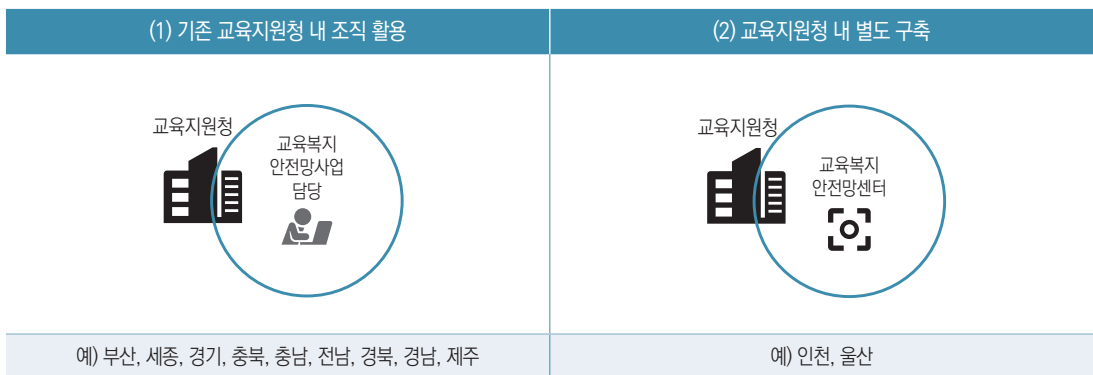 (1) 기존 교육지원청 내 조직 활용
(2) 교육지원청 내 별도 구축
교육지원청
교육복지
안전망사업
담당
교육지원청
교육복지
안전망센터
예) 부산, 세종, 경기, 충북, 충남, 전남, 경북, 경남, 제주
예) 인천, 울산